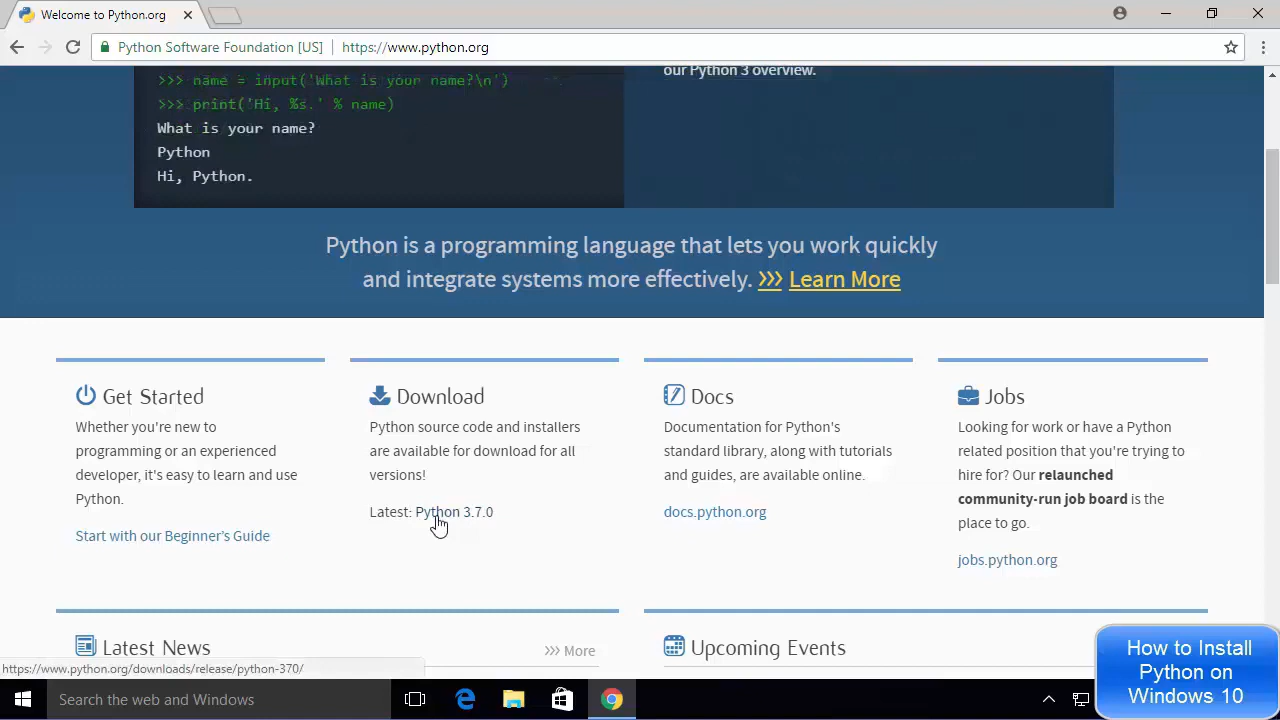 Welcome to Python.org
Python Software Foundation [US]
https://www.python.org
>>> name = input('What is your name?\n')
our Python 3 overview.
>>> print('Hi, %s.' % name)
What is your name?
Python
Hi, Python.
Python is a programming language that lets you work quickly
and integrate systems more effectively. >>> Learn More
Get Started
Whether you're new to
programming or an experienced
developer, it's easy to learn and use
Python.
Start with our Beginner's Guide
Download
Python source code and installers
are available for download for all
versions!
Latest: Python 3.7.0
Docs
Documentation for Python's
standard library, along with tutorials
and guides, are available online.
docs.python.org
Jobs
Looking for work or have a Python
related position that you're trying to
hire for? Our relaunched
community-run job board is the
place to go.
jobs.python.org
Latest News
>>> More
Upcoming Events
https://www.python.org/downloads/release/python-370/
How to Install
Python on
Windows 10
Search the web and Windows